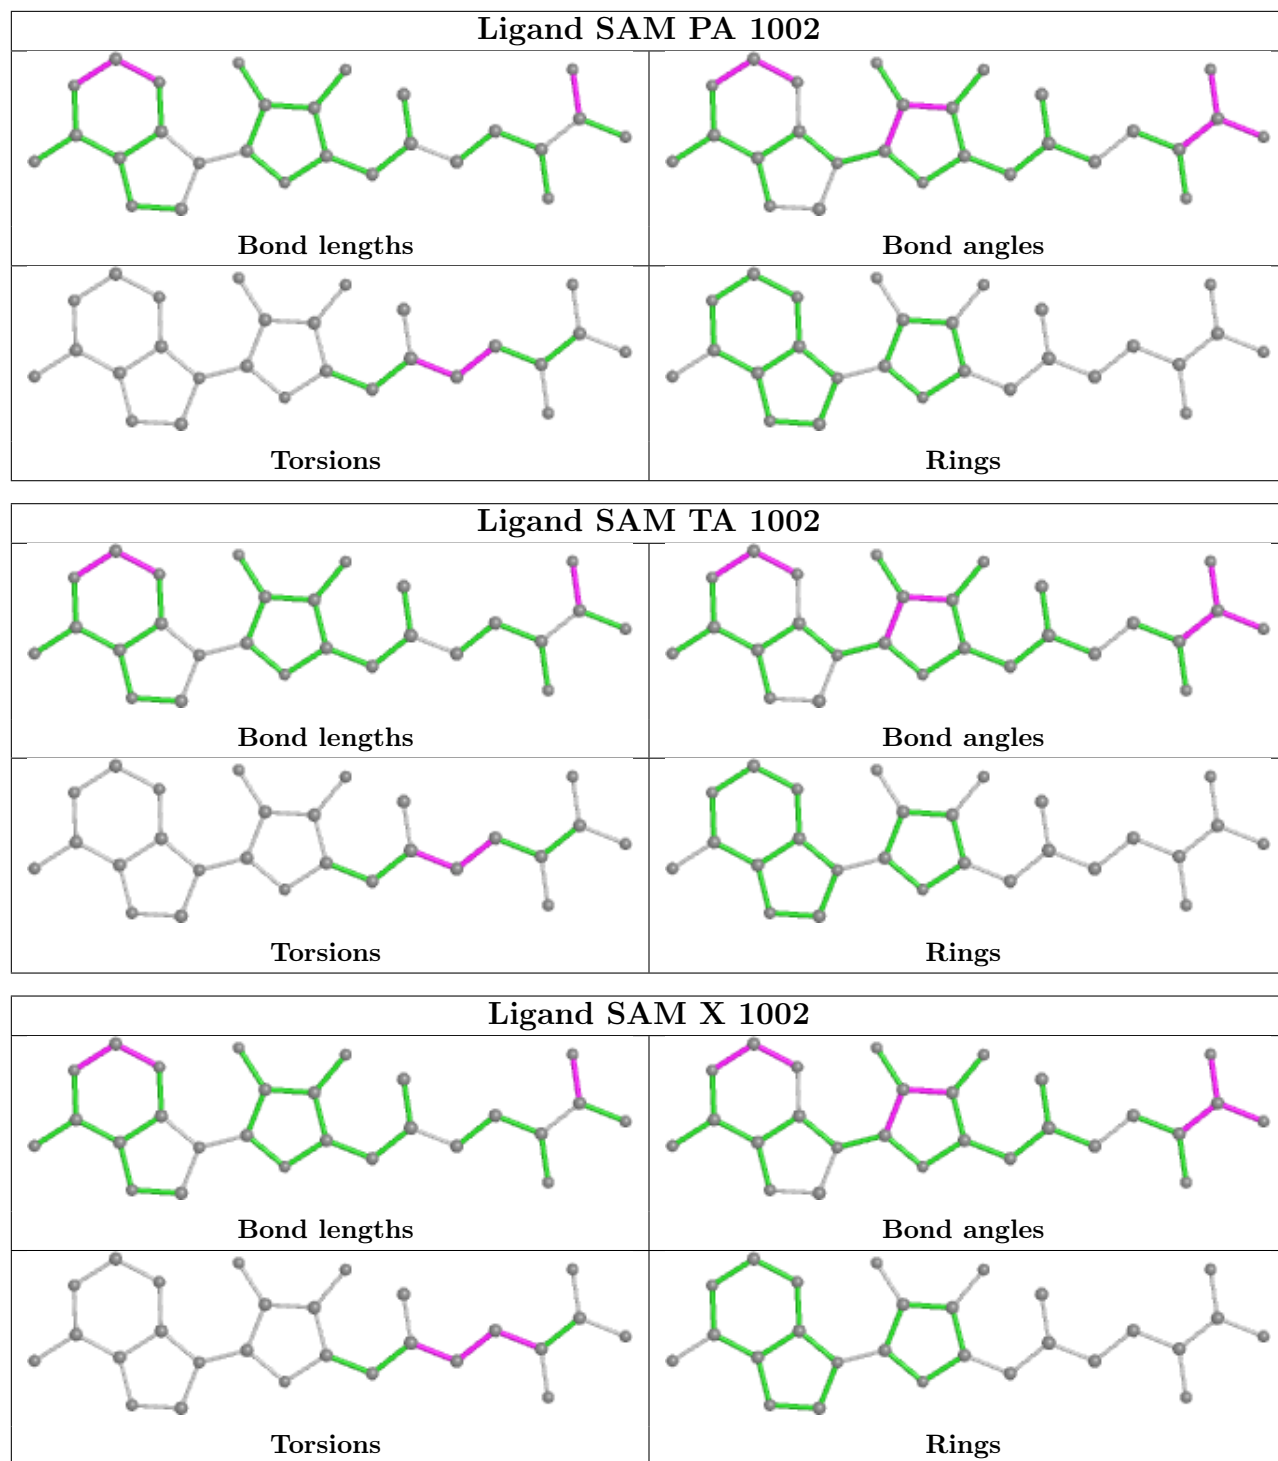 Ligand SAM PA 1002
Bond lengths
Bond angles
Torsions
Rings
Ligand SAM TA 1002
Bond lengths
Bond angles
Torsions
Rings
Ligand SAM X 1002
Bond lengths
Bond angles
Torsions
Rings